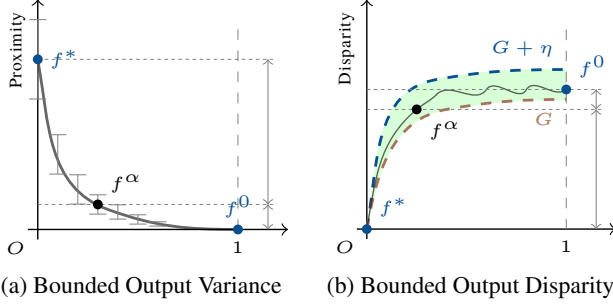 Proximity
f*
f^α
f^0
O
1
(a) Bounded Output Variance
Disparity
G + η
f^0
f^α
G
f*
O
1
(b) Bounded Output Disparity